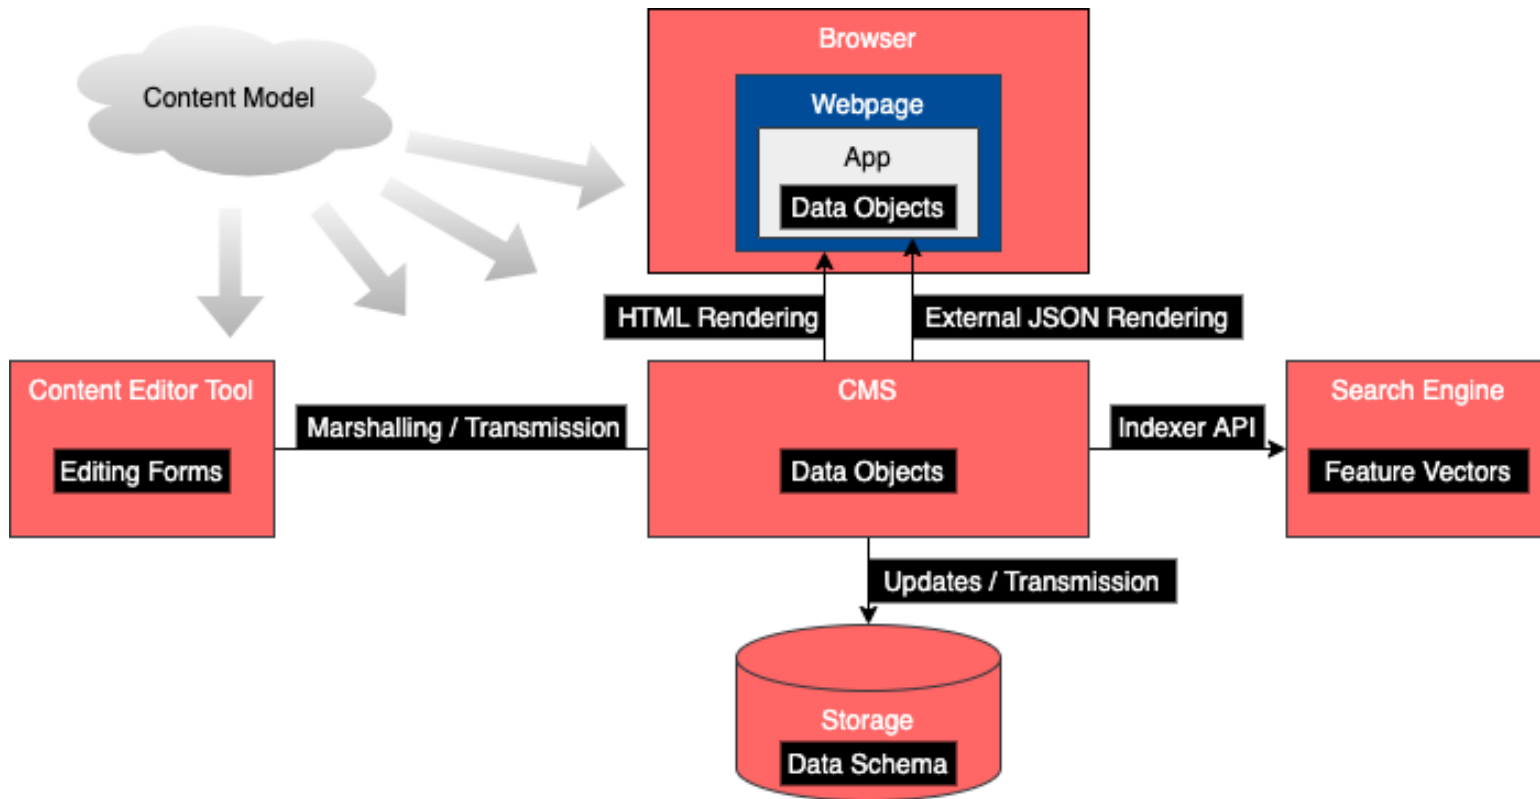 Browser
Content Model
Webpage
App
Data Objects
HTML Rendering
External JSON Rendering
Content Editor Tool
CMS
Search Engine
Marshalling / Transmission
Indexer API
Editing Forms
Data Objects
Feature Vectors
Updates / Transmission
Storage
Data Schema